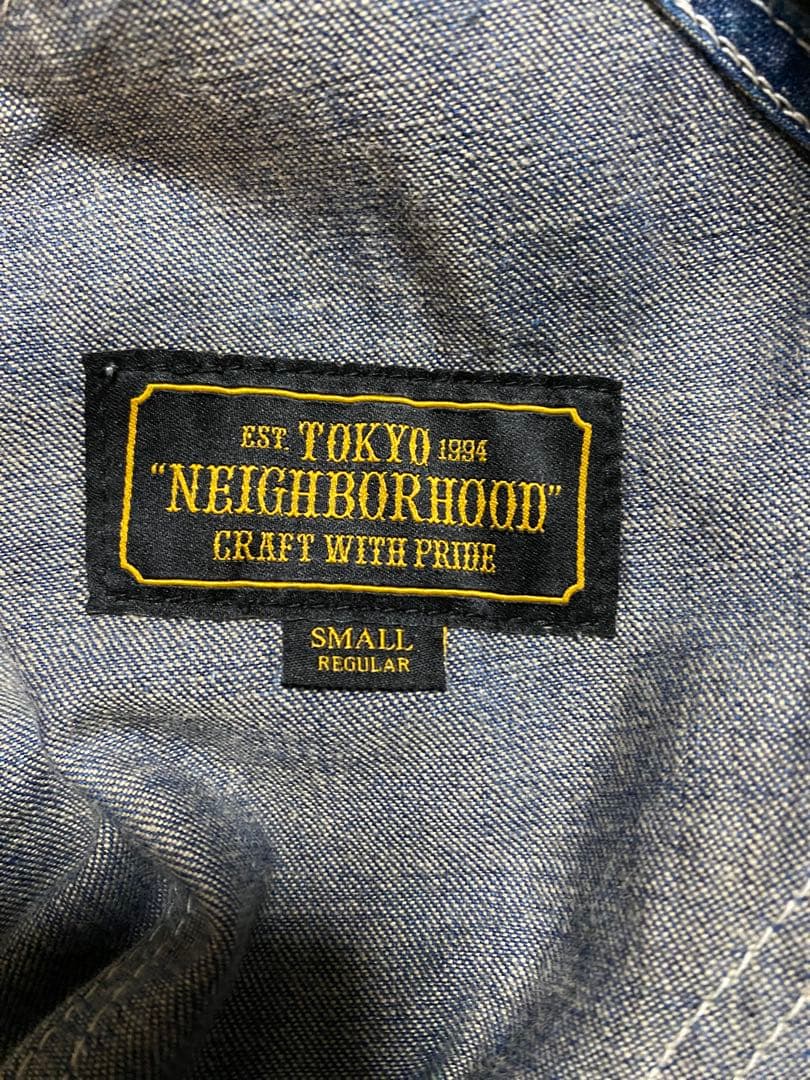 EST. TOKYO 1994
"NEIGHBORHOOD"
CRAFT WITH PRIDE
SMALL
REGULAR